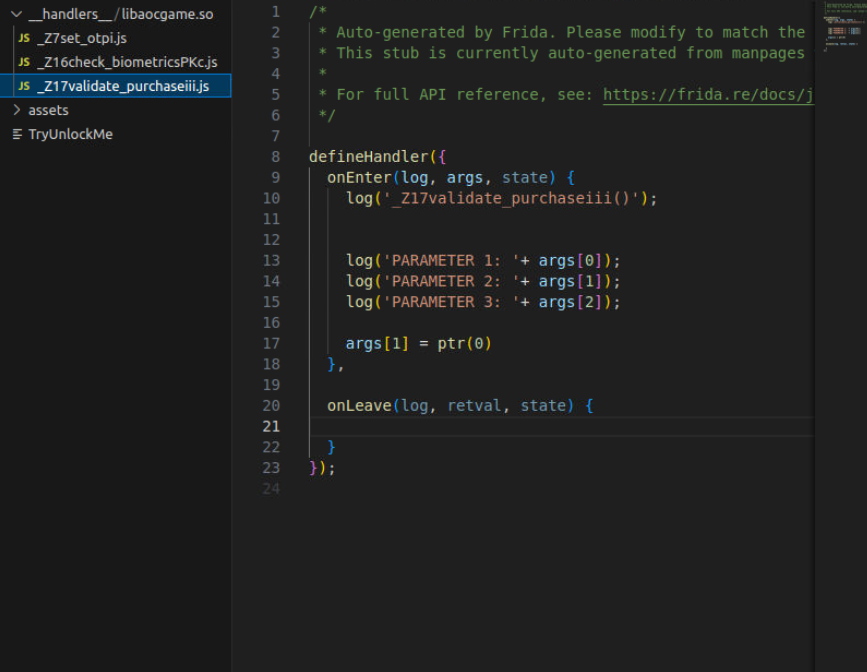 __handlers__/libaocgame.so
JS _Z7set_otpi.js
JS _Z16check_biometricsPKc.js
JS _Z17validate_purchaseiii.js
assets
TryUnlockMe
1 /*
2 * Auto-generated by Frida. Please modify to match the
3 * This stub is currently auto-generated from manpages
4 *
5 * For full API reference, see: https://frida.re/docs/j
6 */
7
8 defineHandler({
9 onEnter(log, args, state) {
10 log('_Z17validate_purchaseiii()');
11
12
13 log('PARAMETER 1: '+ args[0]);
14 log('PARAMETER 2: '+ args[1]);
15 log('PARAMETER 3: '+ args[2]);
16
17 args[1] = ptr(0)
18 },
19
20 onLeave(log, retval, state) {
21
22 }
23 });
24